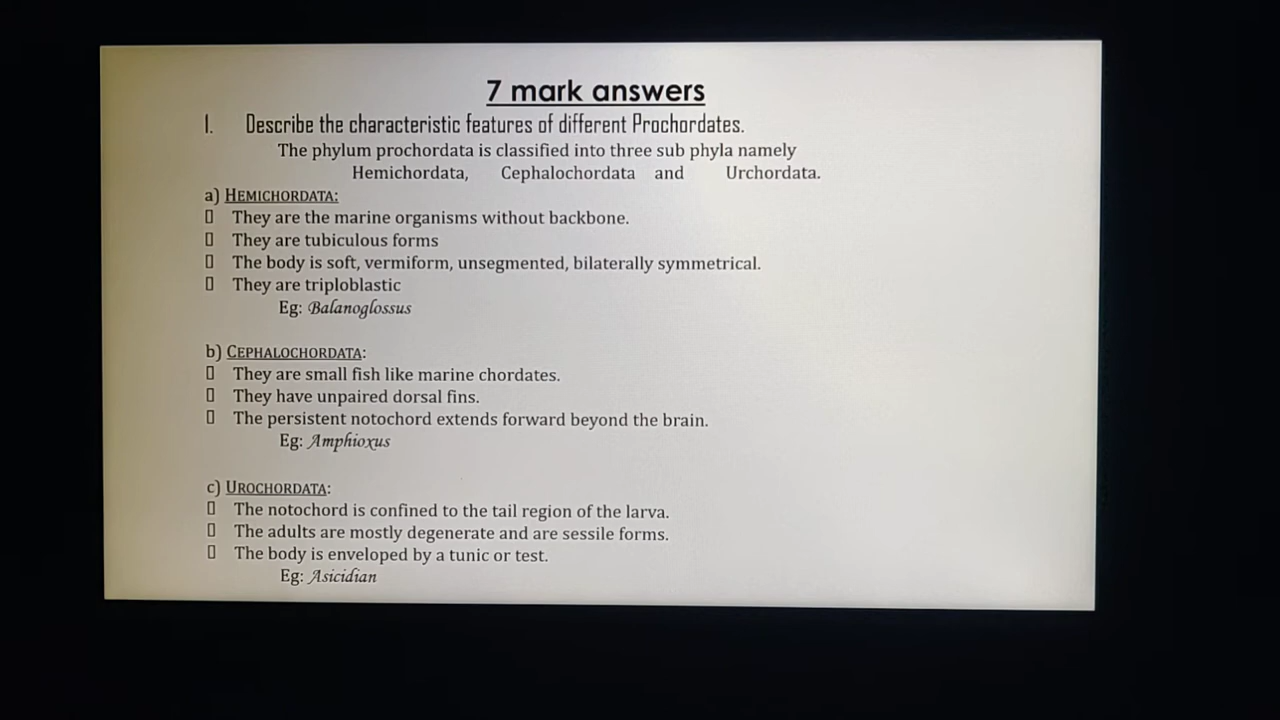 7 mark answers
I. Describe the characteristic features of different Prochordates.
The phylum prochordata is classified into three sub phyla namely
Hemichordata, Cephalochordata and Urchordata.
a) HEMICHORDATA:
▯ They are the marine organisms without backbone.
▯ They are tubiculous forms
▯ The body is soft, vermiform, unsegmented, bilaterally symmetrical.
▯ They are triploblastic
Eg: Balanoglossus
b) CEPHALOCHORDATA:
▯ They are small fish like marine chordates.
▯ They have unpaired dorsal fins.
▯ The persistent notochord extends forward beyond the brain.
Eg: Amphioxus
c) UROCHORDATA:
▯ The notochord is confined to the tail region of the larva.
▯ The adults are mostly degenerate and are sessile forms.
▯ The body is enveloped by a tunic or test.
Eg: Asicidian